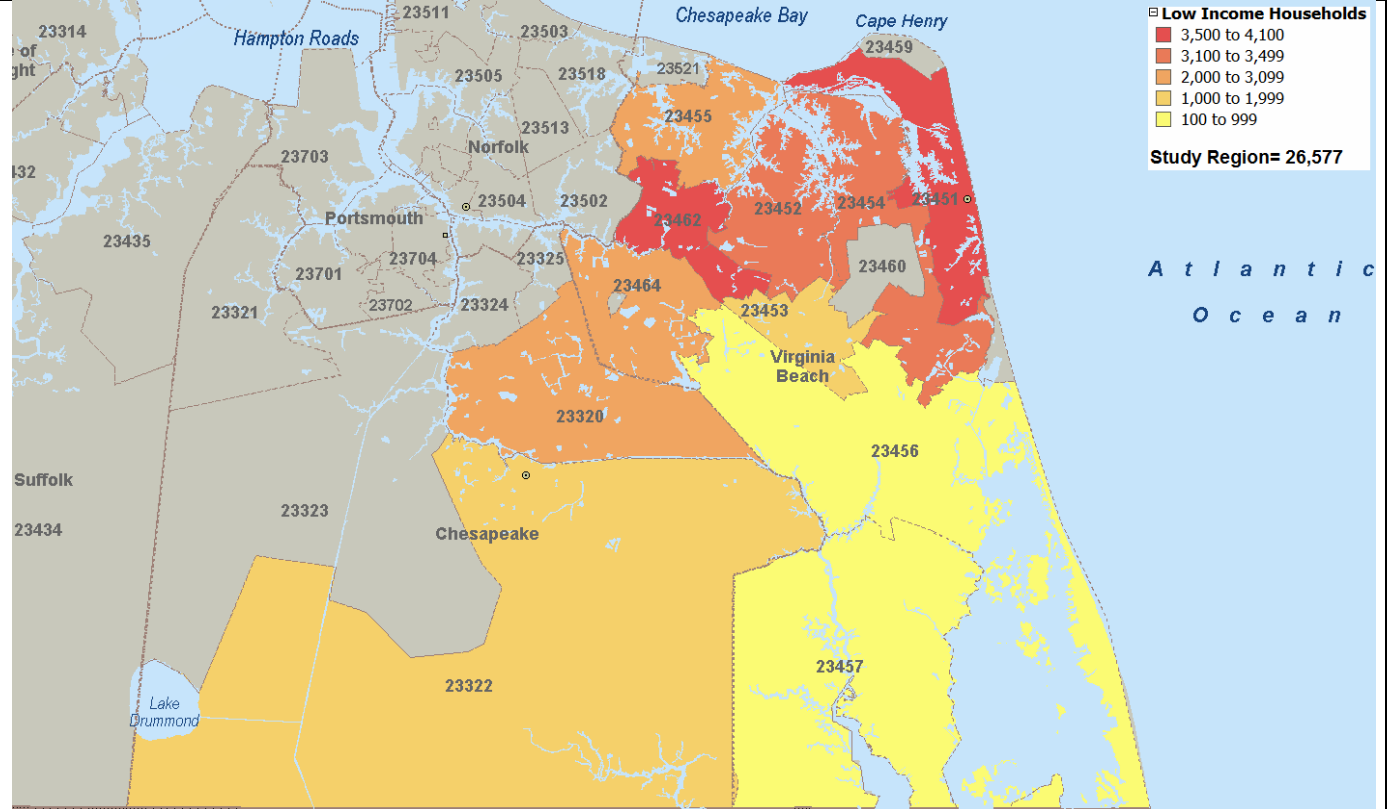 23511
Chesapeake Bay
Cape Henry
Low Income Households
3,500 to 4,100
3,100 to 3,499
2,000 to 3,099
1,000 to 1,999
100 to 999
Study Region= 26,577
23314
23503
Hampton Roads
e of
ght
23459
23505
23518
23521
23455
23513
Norfolk
23703
432
23504
23502
23462
23452
23454
23451
Portsmouth
23435
23701
23704
23325
23460
23464
23702
23324
23321
23453
Atlantic
Ocean
Virginia
Beach
23320
23456
Suffolk
23434
23323
Chesapeake
23457
23322
Lake
Drummond